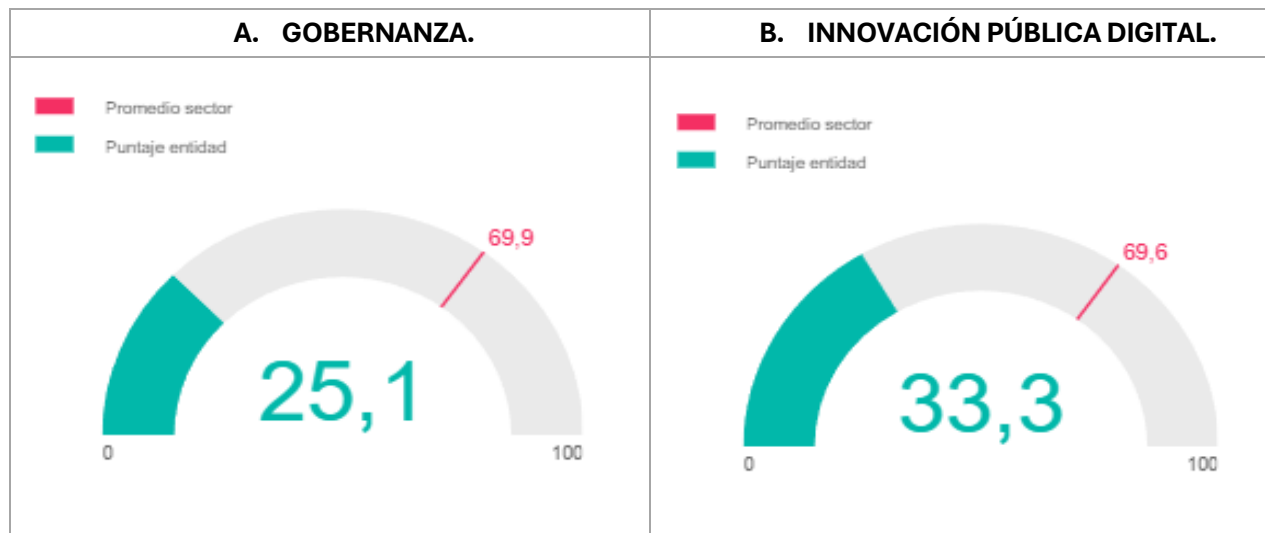 A. GOBERNANZA.
Promedio sector
Puntaje entidad
69,9
25,1
0
100
B. INNOVACIÓN PÚBLICA DIGITAL.
Promedio sector
Puntaje entidad
69,6
33,3
0
100